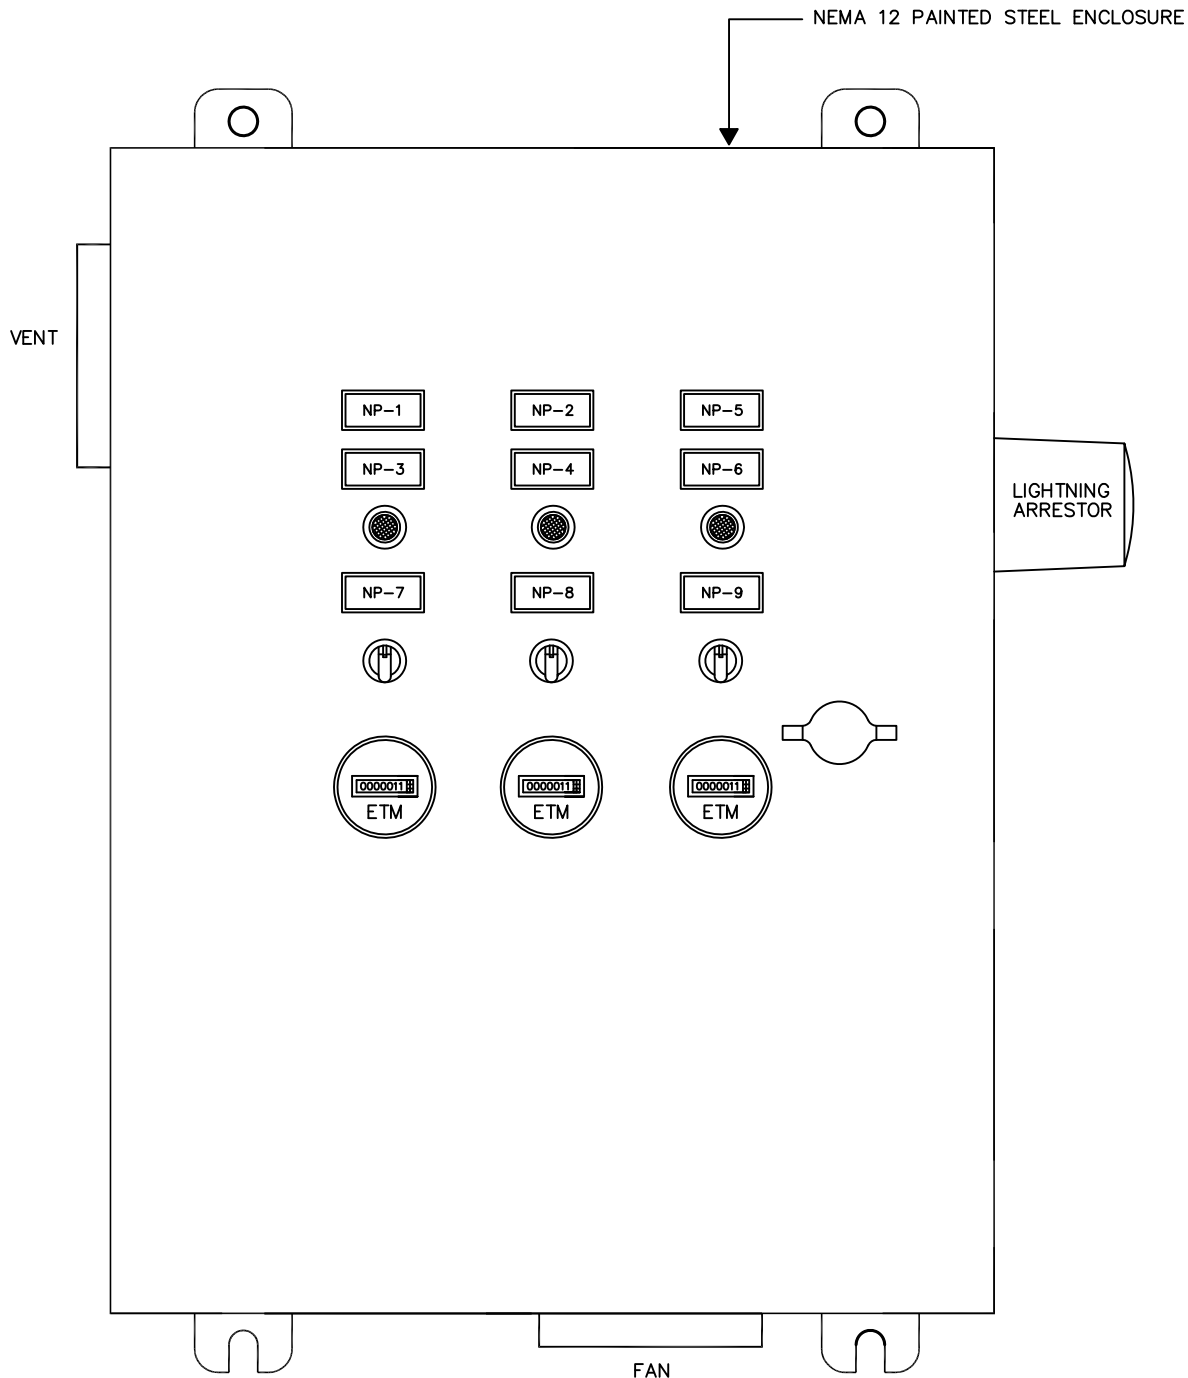 NEMA 12 PAINTED STEEL ENCLOSURE
VENT
NP-1 NP-2 NP-5
NP-3 NP-4 NP-6
LIGHTNING
ARRESTOR
NP-7 NP-8 NP-9
0000011 0000011 0000011
ETM ETM ETM
FAN